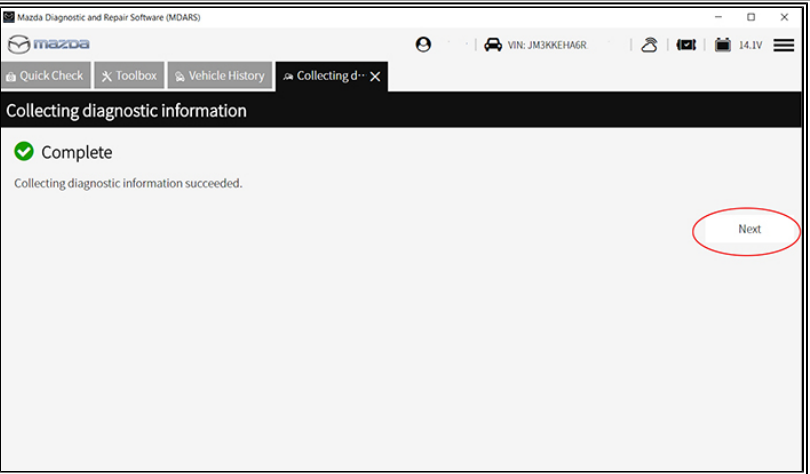 Mazda Diagnostic and Repair Software (MDARS)
mazda VIN: JM3KKEHA6R 14.1V
Quick Check Toolbox Vehicle History Collecting d··
Collecting diagnostic information
Complete
Collecting diagnostic information succeeded.
Next